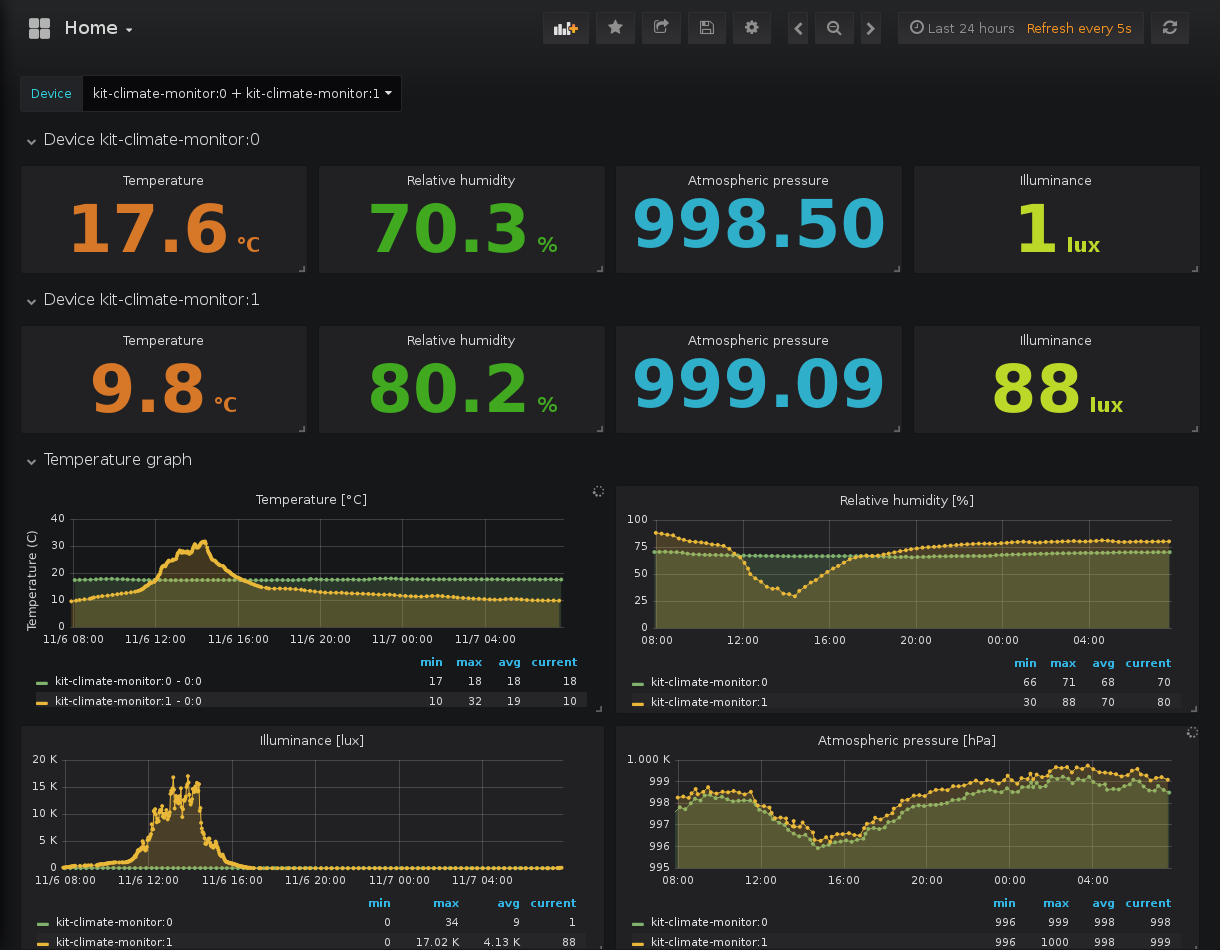 Home
Last 24 hours Refresh every 5s
Device kit-climate-monitor:0 + kit-climate-monitor:1
Device kit-climate-monitor:0
Temperature Relative humidity Atmospheric pressure Illuminance
17.6 °C 70.3 % 998.50 1 lux
Device kit-climate-monitor:1
Temperature Relative humidity Atmospheric pressure Illuminance
9.8 °C 80.2 % 999.09 88 lux
Temperature graph
Temperature [°C]
Temperature (C)
40
30
20
10
0
11/6 08:00 11/6 12:00 11/6 16:00 11/6 20:00 11/7 00:00 11/7 04:00
min max avg current
kit-climate-monitor:0 - 0:0 17 18 18 18
kit-climate-monitor:1 - 0:0 10 32 19 10
Relative humidity [%]
100
75
50
25
0
08:00 12:00 16:00 20:00 00:00 04:00
min max avg current
kit-climate-monitor:0 66 71 68 70
kit-climate-monitor:1 30 88 70 80
Illuminance [lux]
20 K
15 K
10 K
5 K
0
11/6 08:00 11/6 12:00 11/6 16:00 11/6 20:00 11/7 00:00 11/7 04:00
min max avg current
kit-climate-monitor:0 0 34 9 1
kit-climate-monitor:1 0 17.02 K 4.13 K 88
Atmospheric pressure [hPa]
1.000 K
999
998
997
996
995
08:00 12:00 16:00 20:00 00:00 04:00
min max avg current
kit-climate-monitor:0 996 999 998 998
kit-climate-monitor:1 996 1000 998 999